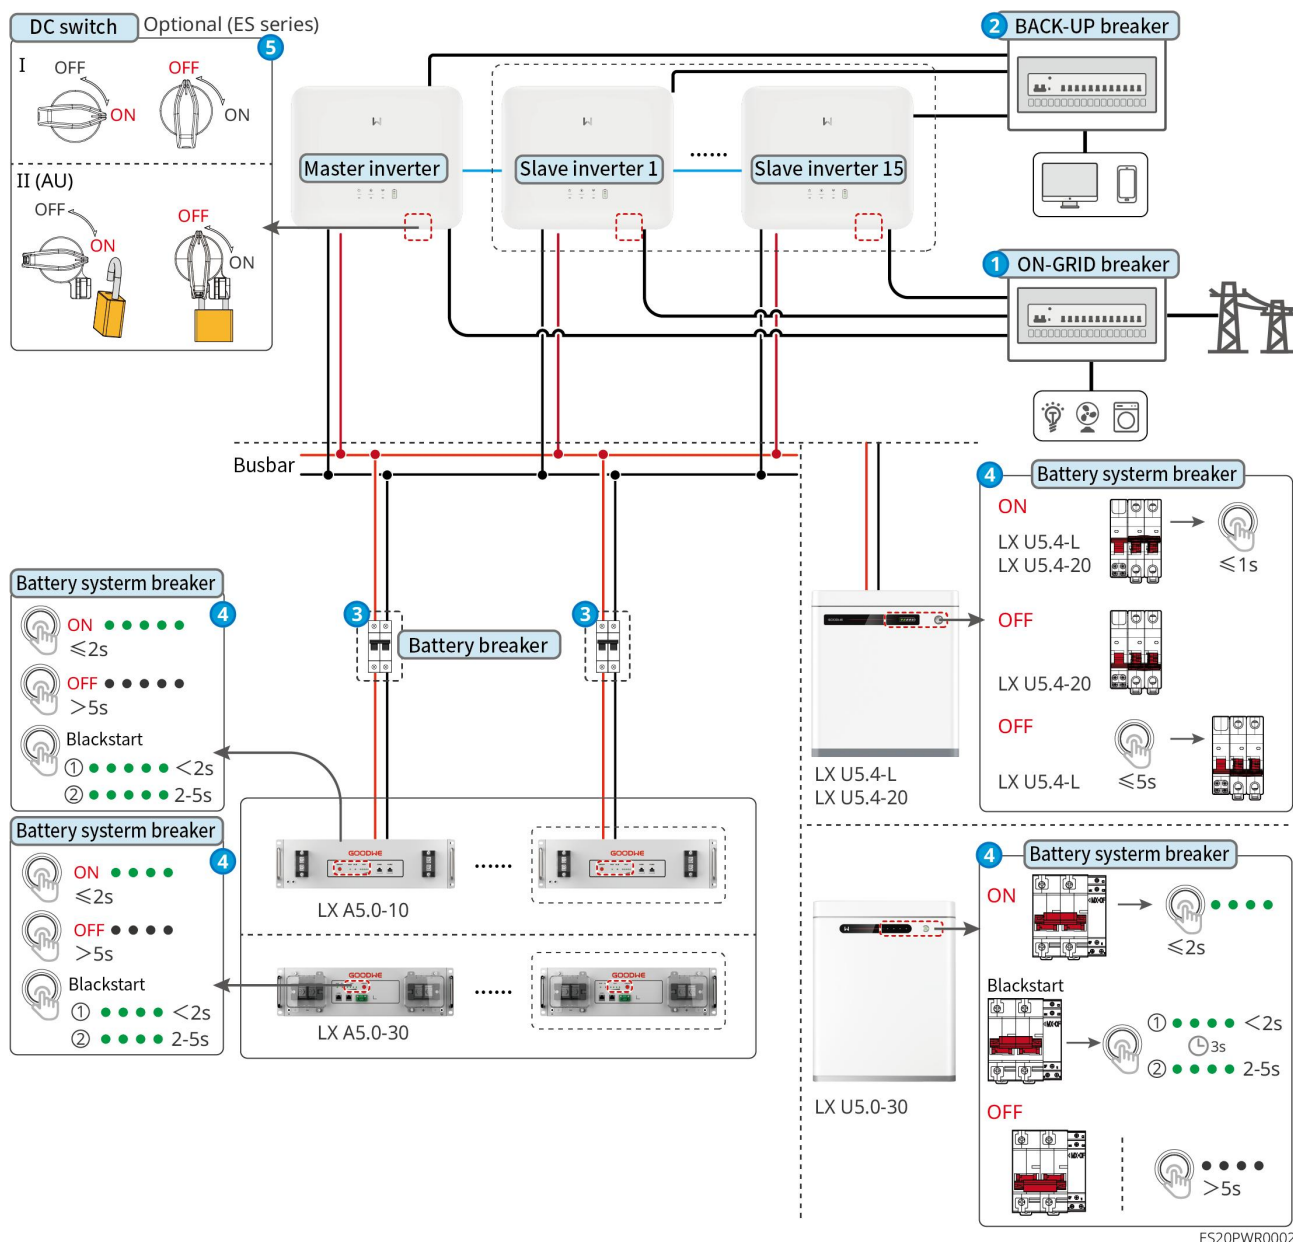 DC switch
Optional (ES series)
5
I
OFF
ON
OFF
ON
II (AU)
OFF
ON
OFF
ON
Master inverter
Slave inverter 1
......
Slave inverter 15
2
BACK-UP breaker
1
ON-GRID breaker
Busbar
3
Battery breaker
3
Battery systerm breaker
4
ON
≤2s
OFF
>5s
Blackstart
① <2s
② 2-5s
Battery systerm breaker
4
ON
≤2s
OFF
>5s
Blackstart
① <2s
② 2-5s
GOODWE
......
GOODWE
LX A5.0-10
GOODWE
......
GOODWE
LX A5.0-30
LX U5.4-L
LX U5.4-20
4
Battery systerm breaker
ON
LX U5.4-L
LX U5.4-20
≤1s
OFF
LX U5.4-20
OFF
LX U5.4-L
≤5s
LX U5.0-30
4
Battery systerm breaker
ON
≤2s
Blackstart
① <2s
3s
② 2-5s
OFF
>5s
ES20PWR0002